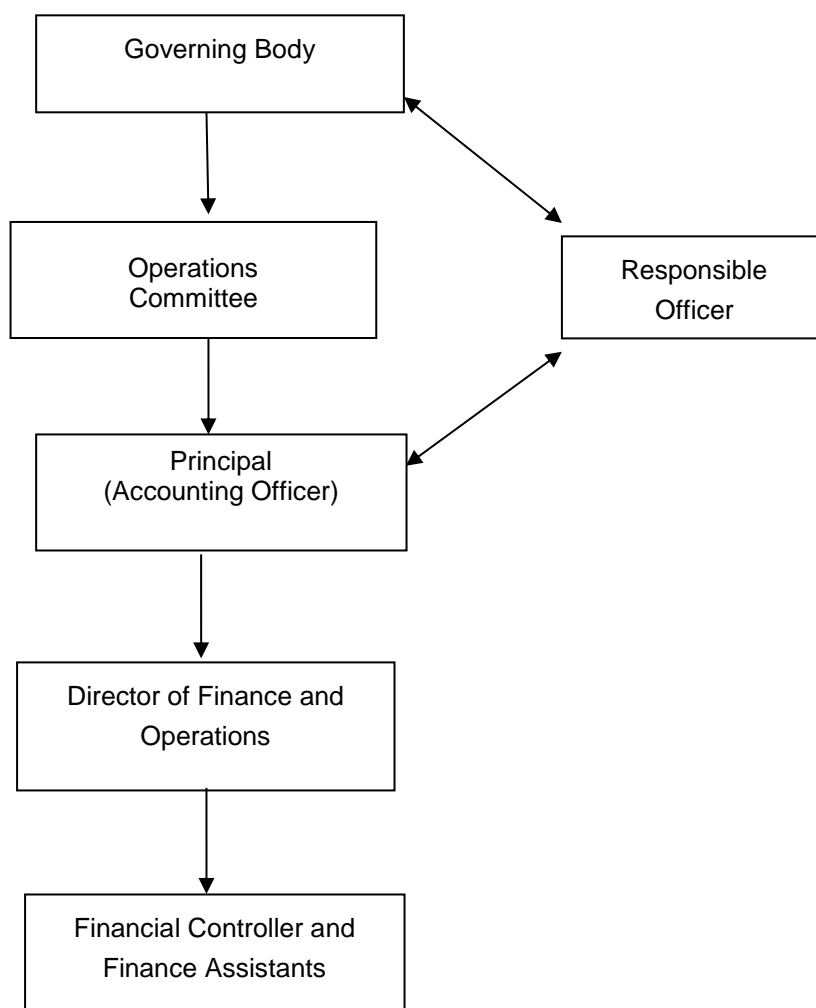 Governing Body
Operations
Committee
Responsible
Officer
Principal
(Accounting Officer)
Director of Finance and
Operations
Financial Controller and
Finance Assistants